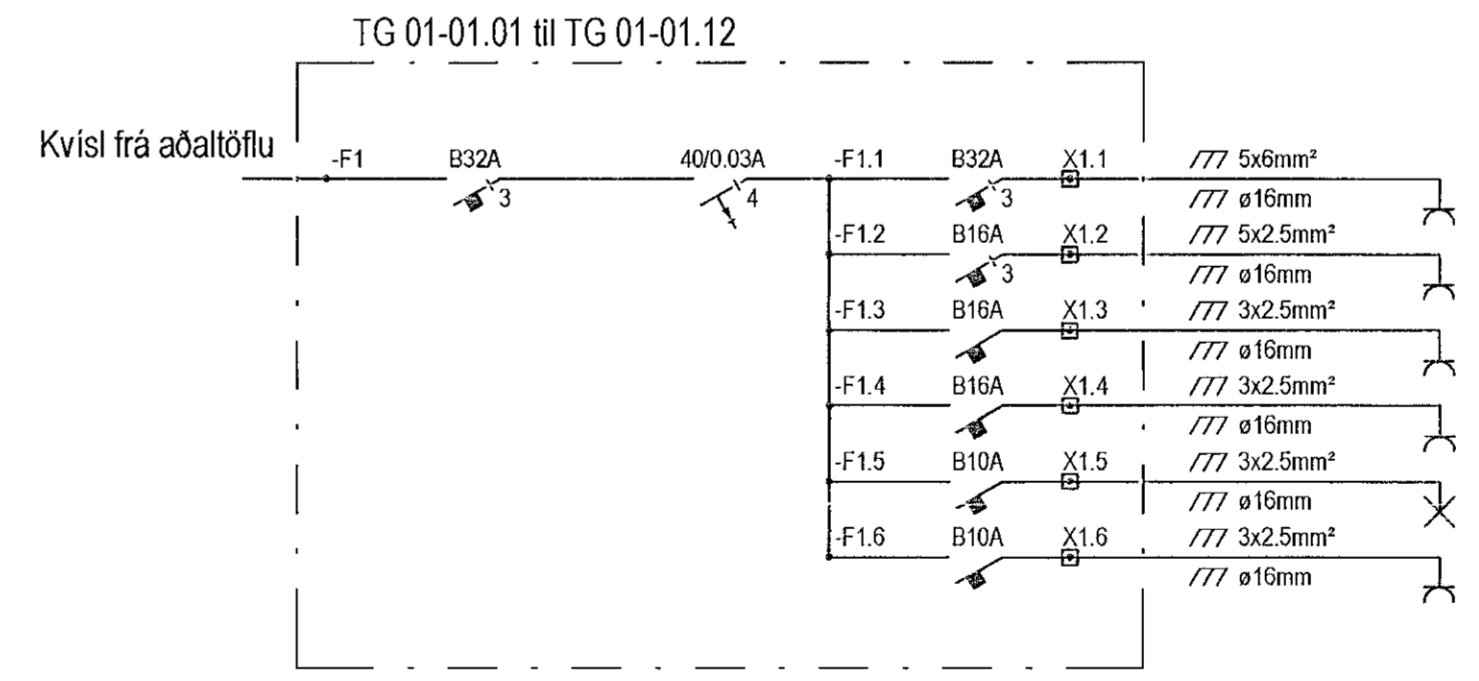 TG 01-01.01 til TG 01-01.12
Kvísl frá aðaltöflu
-F1 B32A 40/0.03A -F1.1 B32A X1.1 5x6mm²
3 4 3 ø16mm
-F1.2 B16A X1.2 5x2.5mm²
3 ø16mm
-F1.3 B16A X1.3 3x2.5mm²
ø16mm
-F1.4 B16A X1.4 3x2.5mm²
ø16mm
-F1.5 B10A X1.5 3x2.5mm²
ø16mm
-F1.6 B10A X1.6 3x2.5mm²
ø16mm